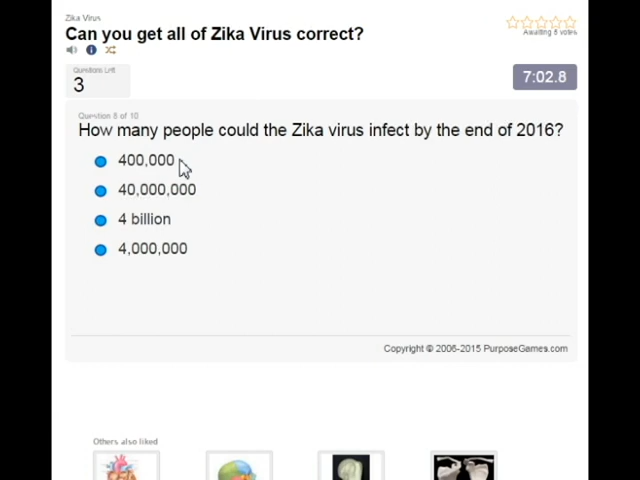 Zika Virus
Can you get all of Zika Virus correct?
Awaiting 5 votes
Questions Left
3
7:02.8
Question 8 of 10
How many people could the Zika virus infect by the end of 2016?
400,000
40,000,000
4 billion
4,000,000
Copyright © 2006-2015 PurposeGames.com
Others also liked